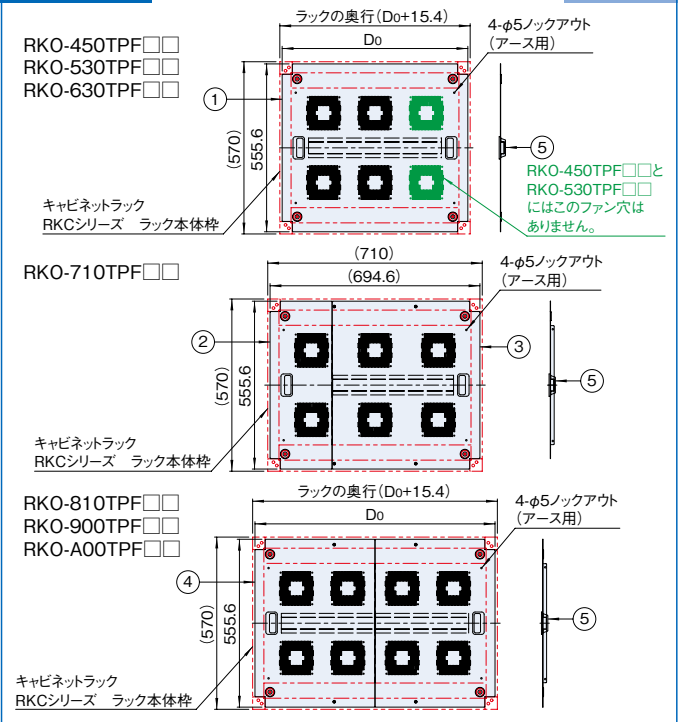 RKO-450TPF□□
RKO-530TPF□□
RKO-630TPF□□
ラックの奥行(D0+15.4)
D0
4-φ5ノックアウト
(アース用)
①
(570)
555.6
⑤
RKO-450TPF□□と
RKO-530TPF□□
にはこのファン穴は
ありません。
キャビネットラック
RKCシリーズ ラック本体枠
RKO-710TPF□□
(710)
(694.6)
4-φ5ノックアウト
(アース用)
②
(570)
555.6
③
⑤
キャビネットラック
RKCシリーズ ラック本体枠
RKO-810TPF□□
RKO-900TPF□□
RKO-A00TPF□□
ラックの奥行(D0+15.4)
D0
4-φ5ノックアウト
(アース用)
④
(570)
555.6
⑤
キャビネットラック
RKCシリーズ ラック本体枠